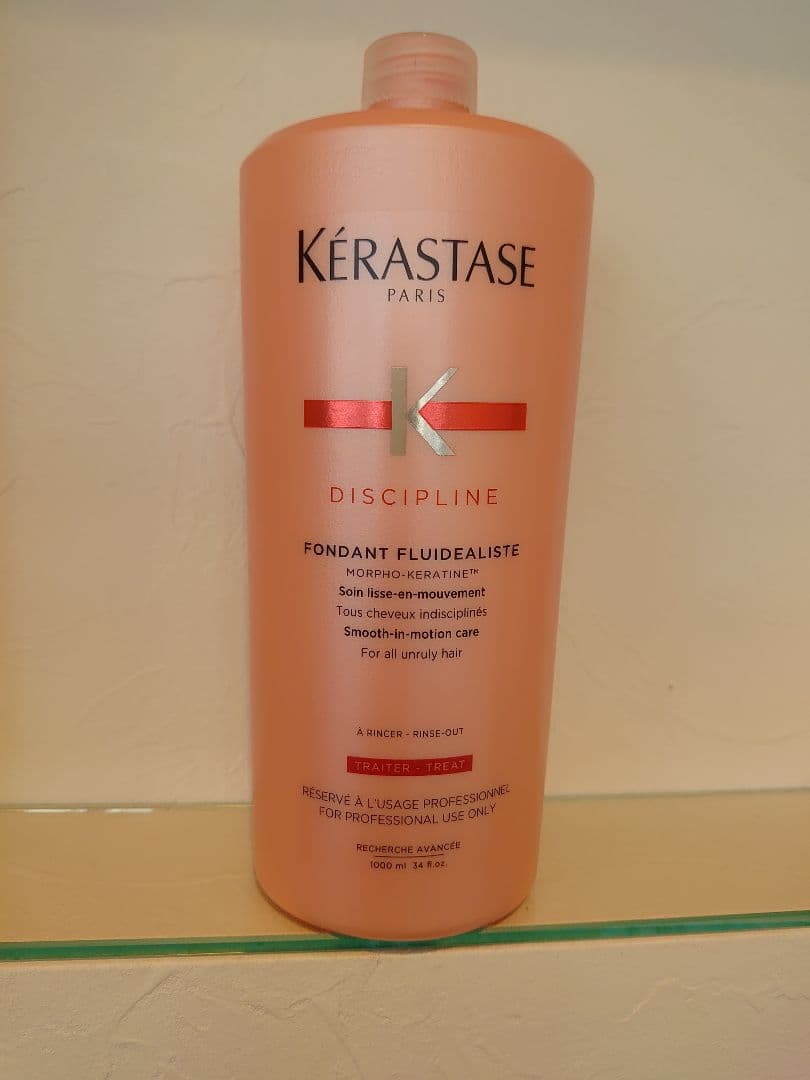 KÉRASTASE
PARIS
K
DISCIPLINE
FONDANT FLUIDEALISTE
MORPHO-KERATINE™
Soin lisse-en-mouvement
Tous cheveux indisciplinés
Smooth-in-motion care
For all unruly hair
À RINCER - RINSE-OUT
TRAITER - TREAT
RÉSERVÉ À L'USAGE PROFESSIONNEL
FOR PROFESSIONAL USE ONLY
RECHERCHE AVANCÉE
1000 ml 34 fl.oz.